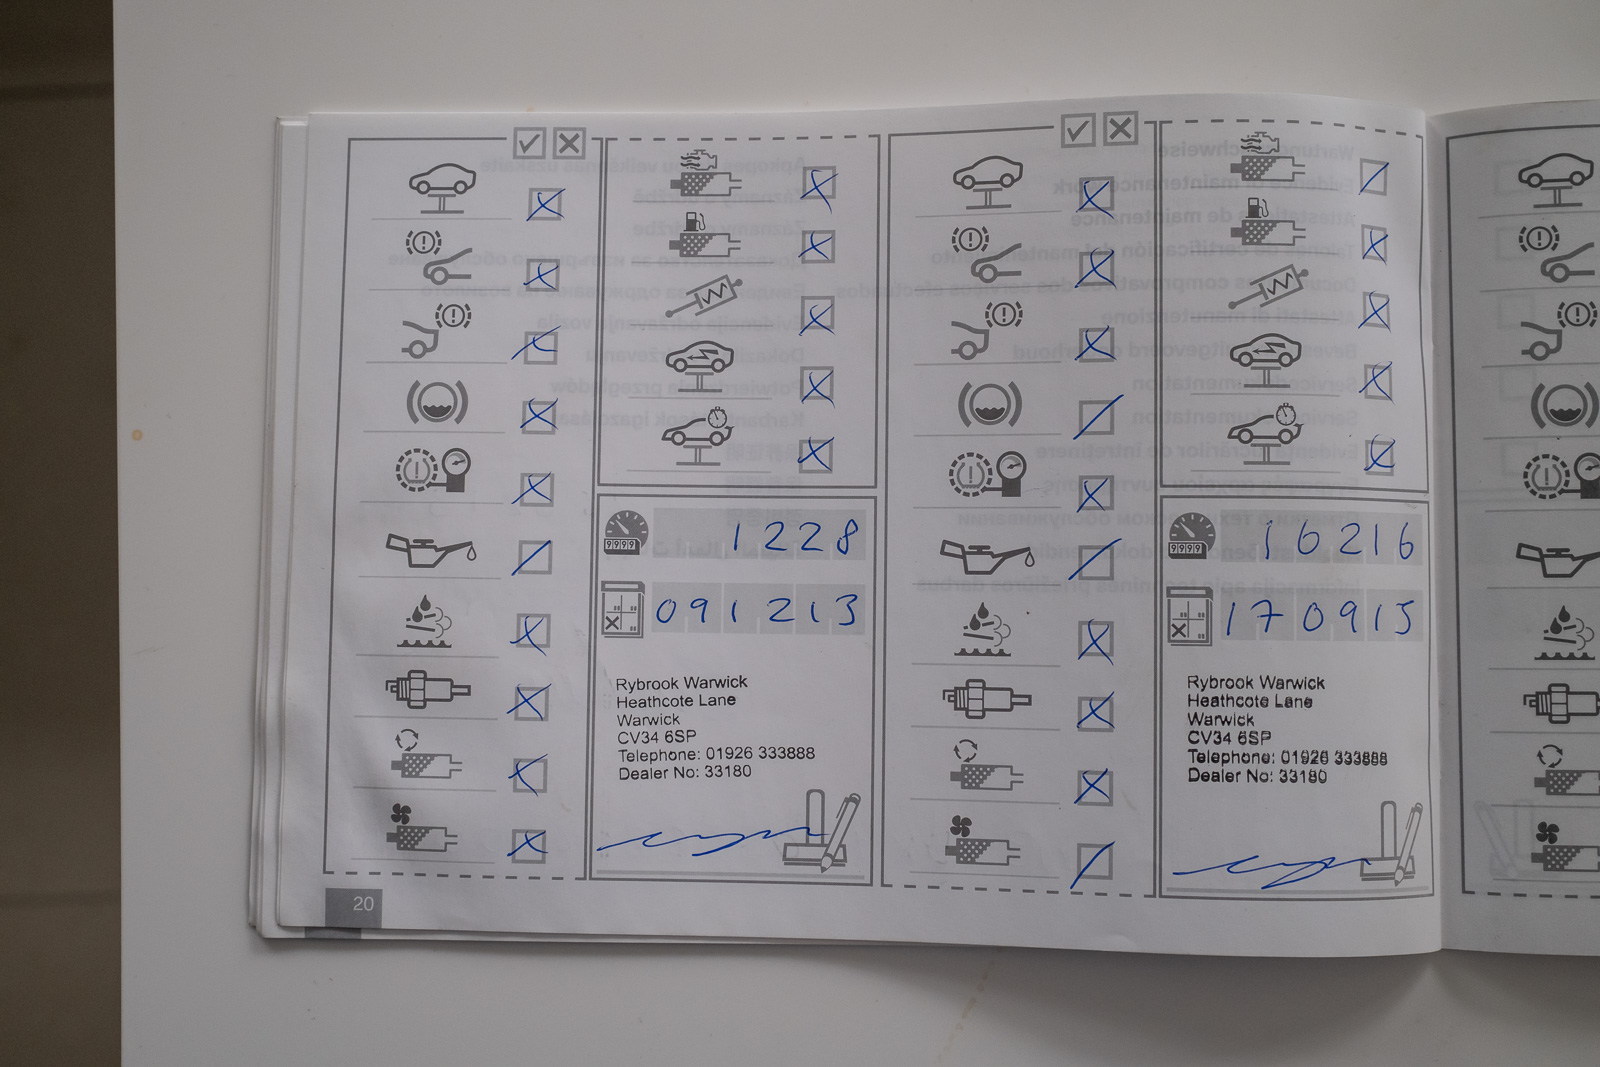 1228
091213
Rybrook Warwick
Heathcote Lane
Warwick
CV34 6SP
Telephone: 01926 333888
Dealer No: 33180
16216
170915
Rybrook Warwick
Heathcote Lane
Warwick
CV34 6SP
Telephone: 01926 333888
Dealer No: 33180
20